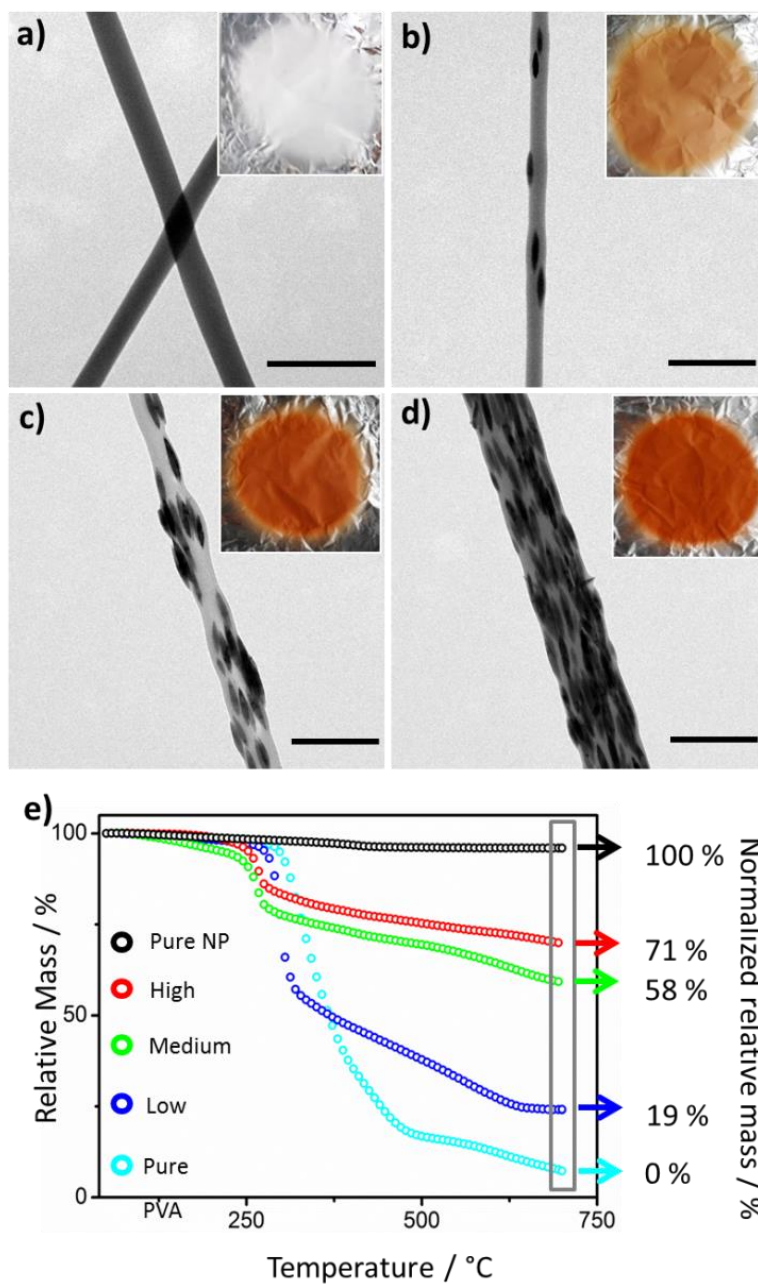 a)
b)
c)
d)
e)
100
50
0
250
500
750
Relative Mass / %
Temperature / °C
Normalized relative mass / %
Pure NP
High
Medium
Low
Pure
PVA
100 %
71 %
58 %
19 %
0 %